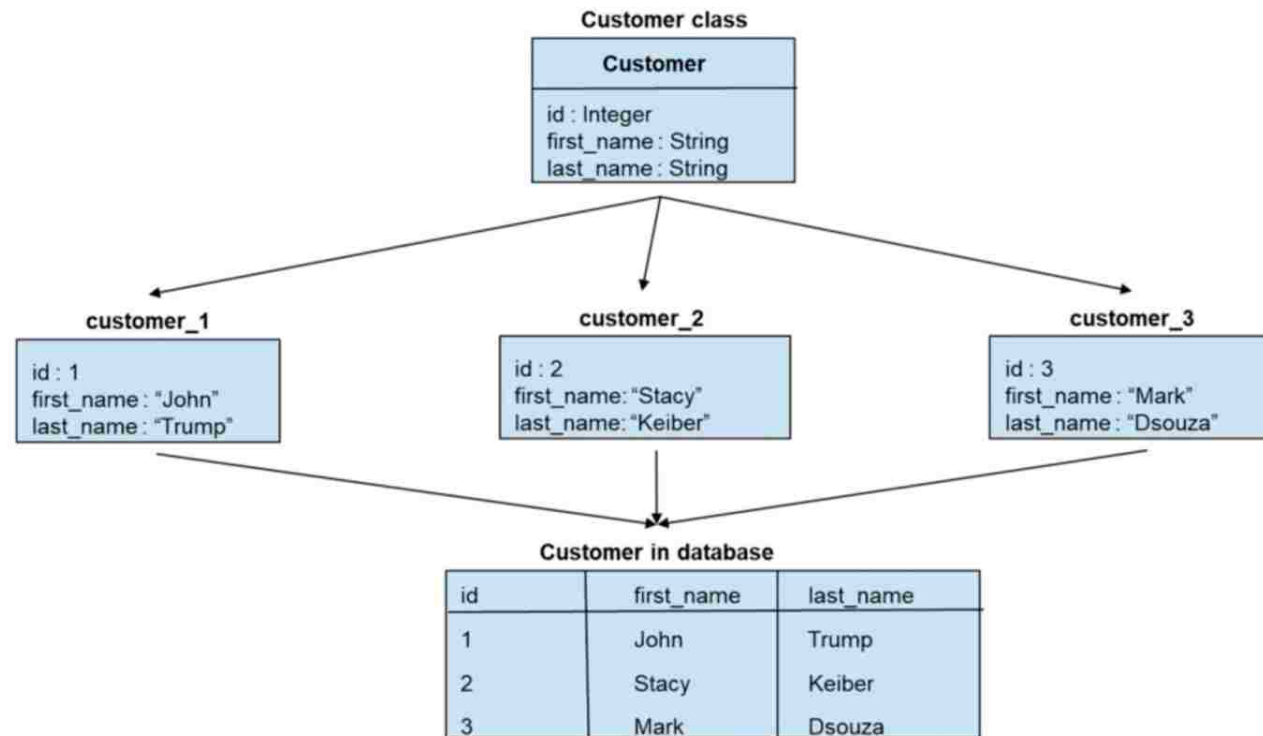 Customer class
Customer
id : Integer
first_name : String
last_name : String
customer_1
id : 1
first_name : “John”
last_name : “Trump”
customer_2
id : 2
first_name: “Stacy”
last_name: “Keiber”
customer_3
id : 3
first_name : “Mark”
last_name : “Dsouza”
Customer in database
id first_name last_name
1 John Trump
2 Stacy Keiber
3 Mark Dsouza